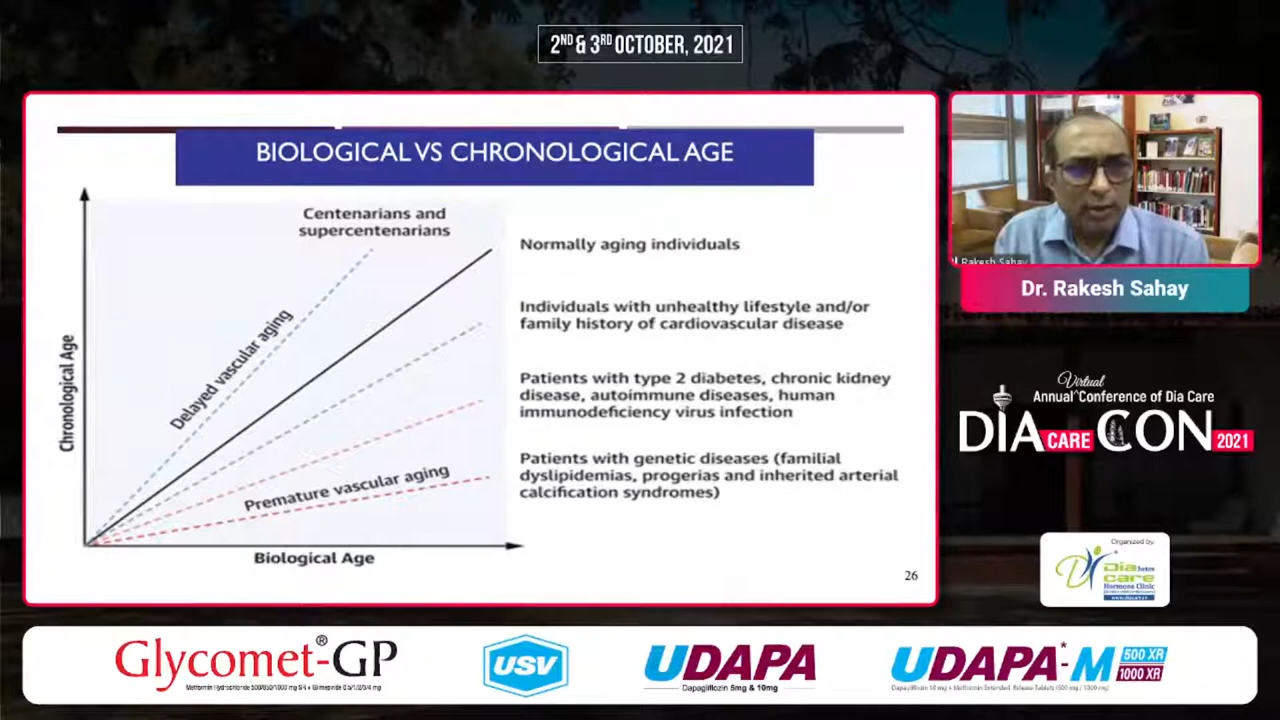 2ND & 3RD OCTOBER, 2021
BIOLOGICAL VS CHRONOLOGICAL AGE
Centenarians and
supercentenarians
Delayed vascular aging
Premature vascular aging
Chronological Age
Biological Age
Normally aging individuals
Individuals with unhealthy lifestyle and/or
family history of cardiovascular disease
Patients with type 2 diabetes, chronic kidney
disease, autoimmune diseases, human
immunodeficiency virus infection
Patients with genetic diseases (familial
dyslipidemias, progerias and inherited arterial
calcification syndromes)
26
Rakesh Sahay
Dr. Rakesh Sahay
Virtual
Annual ^ Conference of Dia Care
DIA CARE CON 2021
Organized by:
Diabetes
care
Hormone Clinic
Glycomet®-GP
Metformin Hydrochloride 500/850/1000 mg SR + Glimepiride 0.5/1/2/3/4 mg
USV
UDAPA
Dapagliflozin 5mg & 10mg
UDAPA*-M 500 XR
1000 XR
Dapagliflozin 10 mg + Metformin Extended Release Tablets (500 mg / 1000 mg)